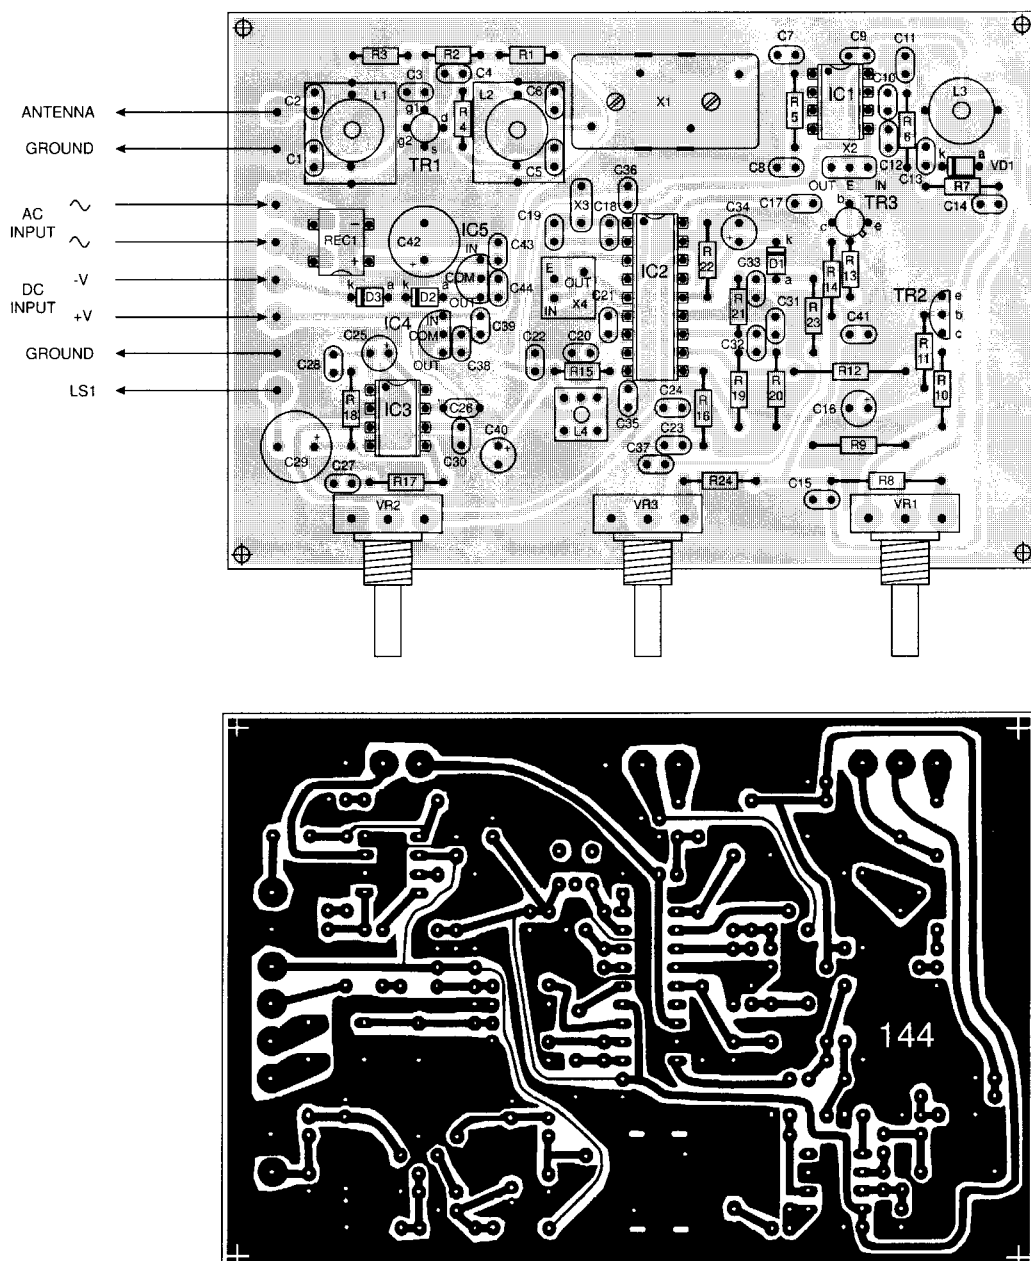 R3 R2 R1
C7 C9 C11
C3 C4
C10
C2 L1 L2 C6
g1
R4
X1
R5
IC1
L3
R6
ANTENNA
g2 d
s
GROUND
TR1
C1 C5
X2
C12
C13
k a VD1
C8
R7
C36
OUT E IN
AC INPUT
∼
∼
X3
C19 C18
C34
C17
b TR3
c e
C14
REC1
−
+
C42
+
IC5
IN
COM
OUT
C43
C44
IC2
R22
k
D1
a
R14
R13
E
OUT
IN X4
C33
DC INPUT
-V
+V
k D3 a k D2 a
C21
R21
C31
R23
TR2
e
b
c
IC4
IN
COM
OUT
C39
C38
C25 +
C22 C20
C32
C41
R11
GROUND
C28
R15
R12
LS1
R18
IC3
C26
L4
C35
C24
R16
R19
R20
C16 +
R10
C29 +
C30
C40 +
C23
C37
R9
C27 R17
R24
C15
R8
VR2 VR3 VR1
144